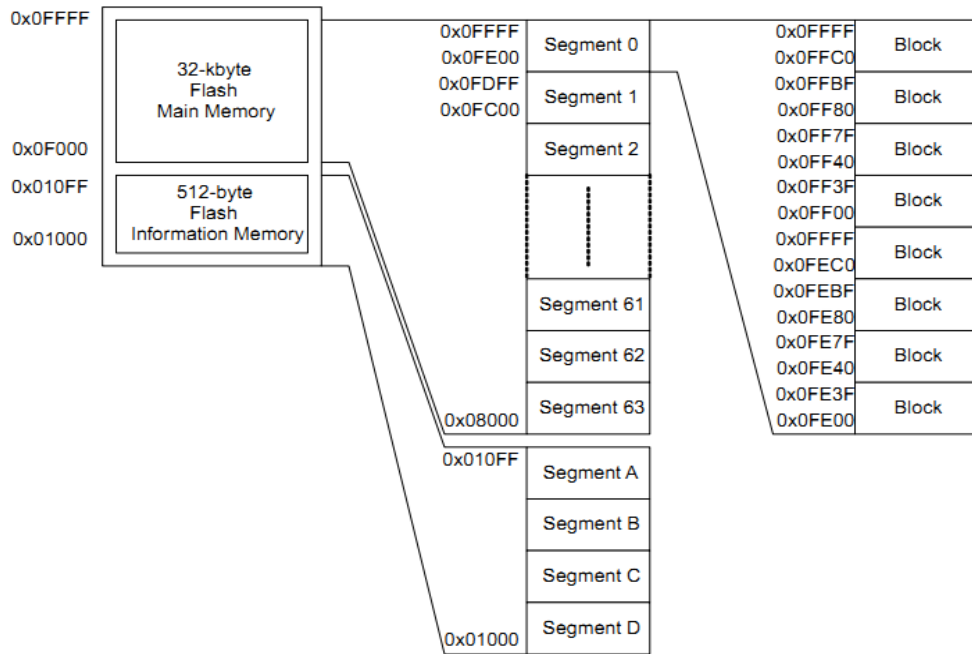 0x0FFFF
32-kbyte
Flash
Main Memory
0x0F000
0x010FF
512-byte
Flash
Information Memory
0x01000
0x0FFFF
Segment 0
0x0FE00
0x0FDFF
Segment 1
0x0FC00
Segment 2
Segment 61
Segment 62
Segment 63
0x08000
0x010FF
Segment A
Segment B
Segment C
Segment D
0x01000
0x0FFFF
Block
0x0FFC0
0x0FFBF
Block
0x0FF80
0x0FF7F
Block
0x0FF40
0x0FF3F
Block
0x0FF00
0x0FFFF
Block
0x0FEC0
0x0FEBF
Block
0x0FE80
0x0FE7F
Block
0x0FE40
0x0FE3F
Block
0x0FE00